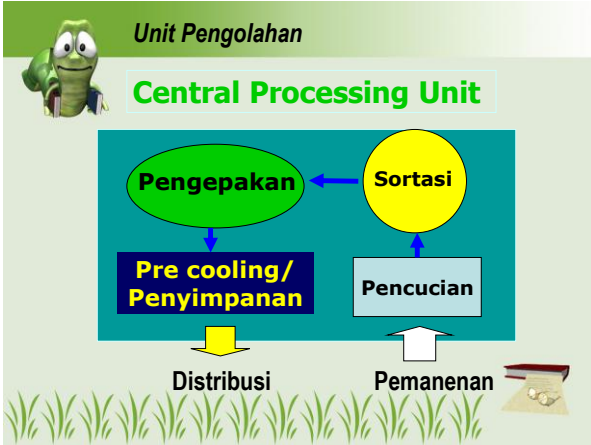 Unit Pengolahan
Central Processing Unit
Pengepakan
Sortasi
Pre cooling/
Penyimpanan
Pencucian
Distribusi
Pemanenan